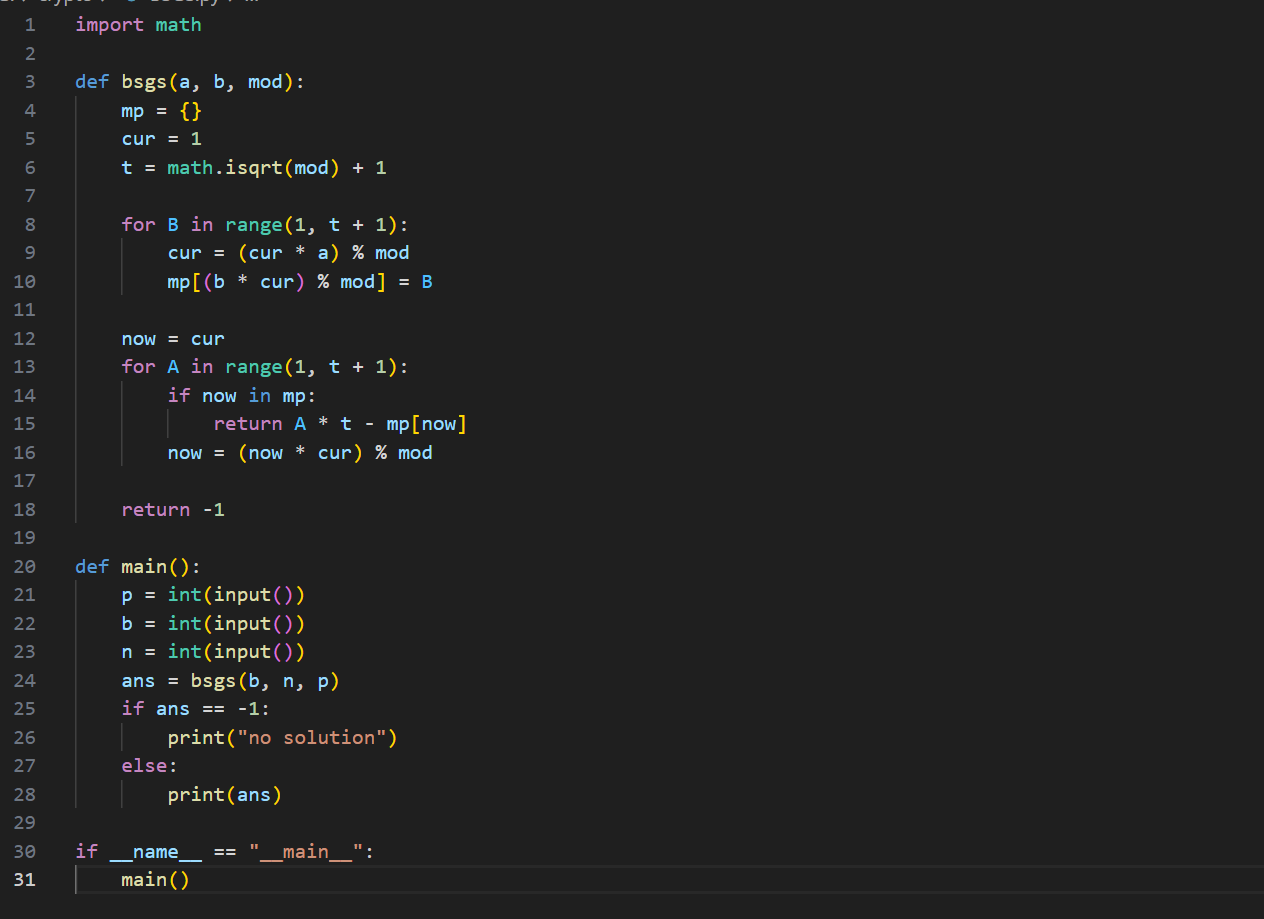 1 import math
2
3 def bsgs(a, b, mod):
4     mp = {}
5     cur = 1
6     t = math.isqrt(mod) + 1
7
8     for B in range(1, t + 1):
9         cur = (cur * a) % mod
10         mp[(b * cur) % mod] = B
11
12     now = cur
13     for A in range(1, t + 1):
14         if now in mp:
15             return A * t - mp[now]
16         now = (now * cur) % mod
17
18     return -1
19
20 def main():
21     p = int(input())
22     b = int(input())
23     n = int(input())
24     ans = bsgs(b, n, p)
25     if ans == -1:
26         print("no solution")
27     else:
28         print(ans)
29
30 if __name__ == "__main__":
31     main()